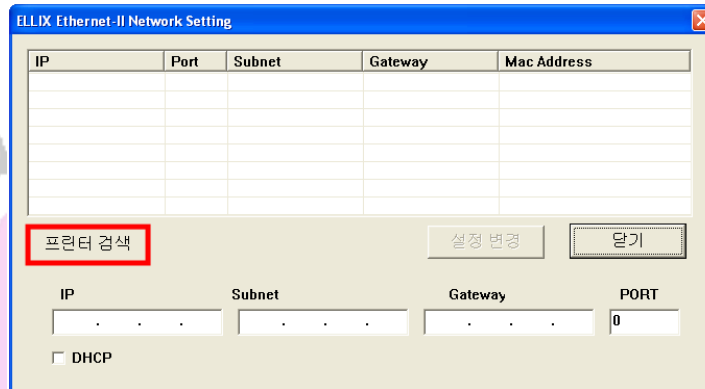 ELLIX Ethernet-II Network Setting
IP Port Subnet Gateway Mac Address
프린터 검색 설정 변경 닫기
IP Subnet Gateway PORT
. . . . . . . . . 0
DHCP